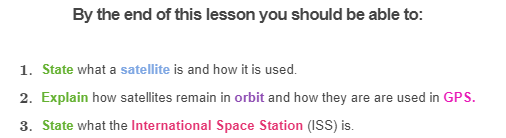 By the end of this lesson you should be able to:
1. State what a satellite is and how it is used.
2. Explain how satellites remain in orbit and how they are are used in GPS.
3. State what the International Space Station (ISS) is.